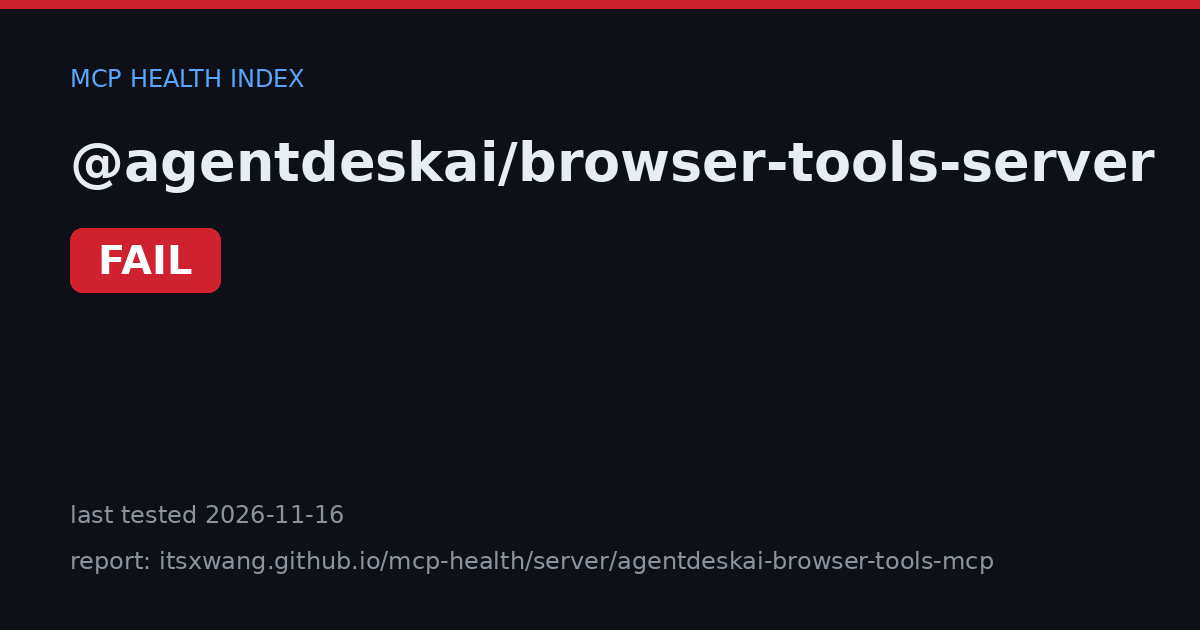 MCP HEALTH INDEX
@agentdeskai/browser-tools-server
FAIL
last tested 2026-11-16
report: itsxwang.github.io/mcp-health/server/agentdeskai-browser-tools-mcp